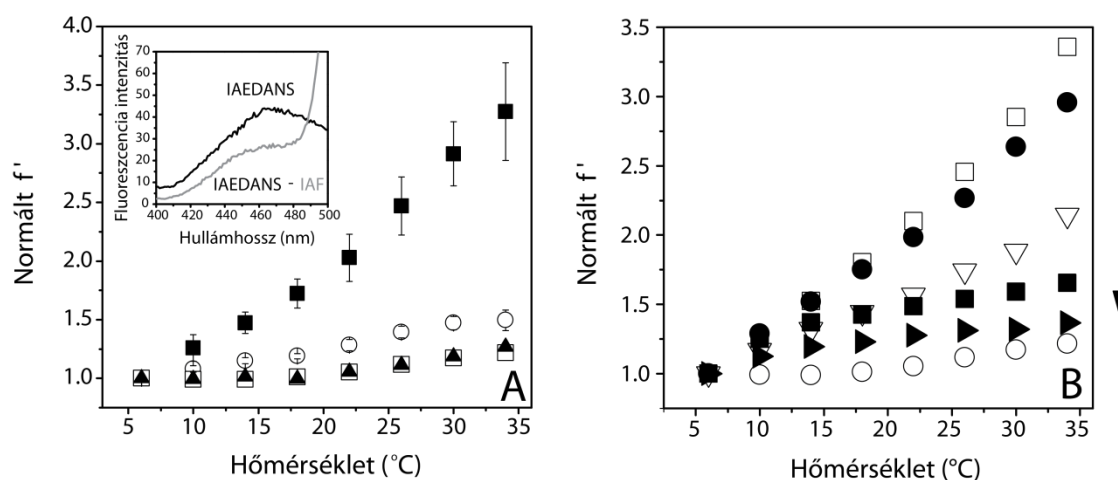 4.0
3.5
3.0
2.5
2.0
1.5
1.0
Normált f'
5 10 15 20 25 30 35
Hőmérséklet (°C)
A
70
60
50
40
30
20
10
0
Fluoreszcencia intenzitás
IAEDANS
IAEDANS - IAF
400 420 440 460 480 500
Hullámhossz (nm)
3.5
3.0
2.5
2.0
1.5
1.0
Normált f'
5 10 15 20 25 30 35
Hőmérséklet (°C)
B